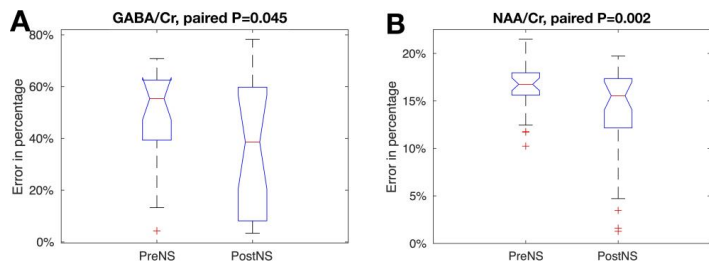 A
GABA/Cr, paired P=0.045
Error in percentage
80%
60%
40%
20%
0%
PreNS
PostNS
B
NAA/Cr, paired P=0.002
Error in percentage
20%
15%
10%
5%
0%
PreNS
PostNS